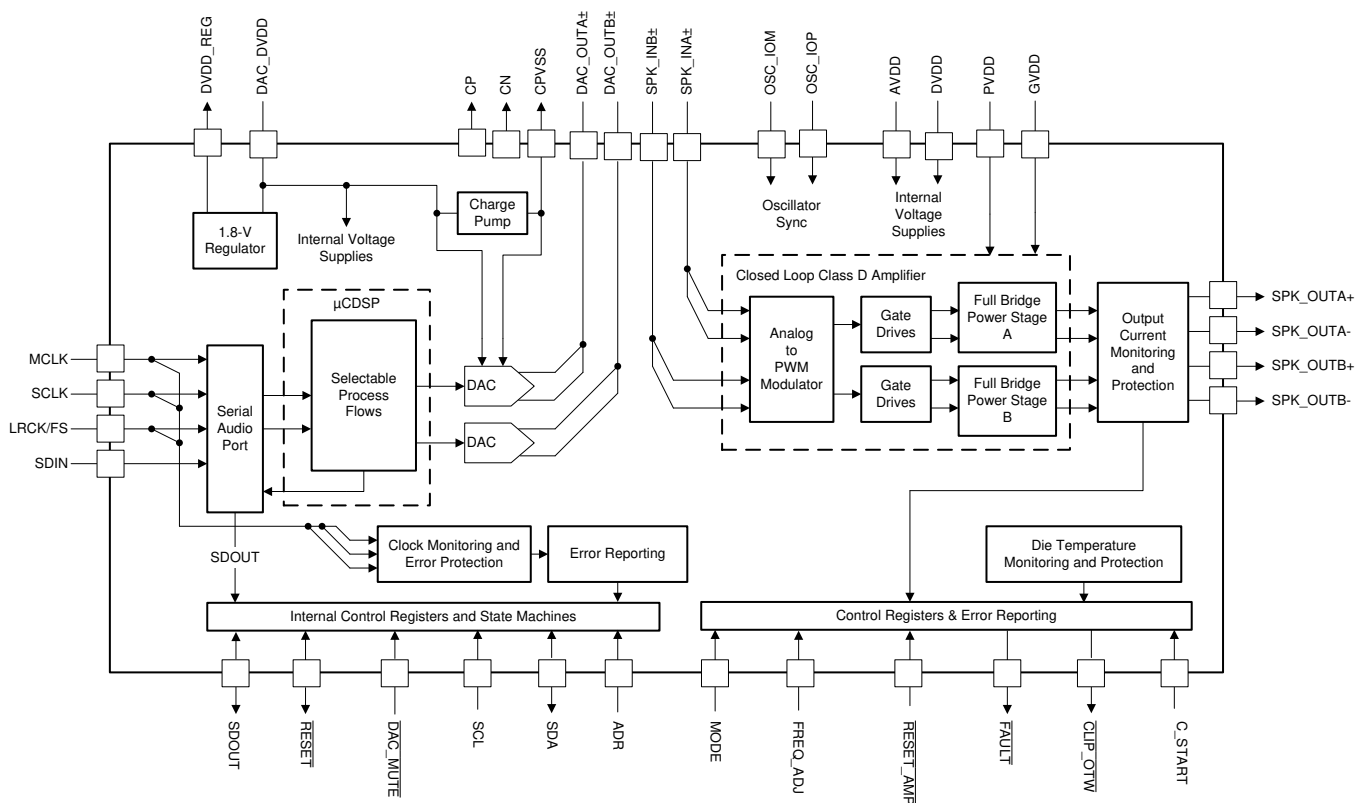 DVDD_REG
DAC_DVDD
CP
CN
CPVSS
DAC_OUTA±
DAC_OUTB±
SPK_INB±
SPK_INA±
OSC_IOM
OSC_IOP
AVDD
DVDD
PVDD
GVDD
1.8-V
Regulator
Internal Voltage
Supplies
Charge
Pump
Oscillator
Sync
Internal
Voltage
Supplies
Closed Loop Class D Amplifier
µCDSP
MCLK
SCLK
LRCK/FS
SDIN
Serial
Audio
Port
Selectable
Process
Flows
DAC
DAC
Analog
to
PWM
Modulator
Gate
Drives
Full Bridge
Power Stage
A
Gate
Drives
Full Bridge
Power Stage
B
Output
Current
Monitoring
and
Protection
SPK_OUTA+
SPK_OUTA-
SPK_OUTB+
SPK_OUTB-
SDOUT
Clock Monitoring and
Error Protection
Error Reporting
Die Temperature
Monitoring and Protection
Internal Control Registers and State Machines
Control Registers & Error Reporting
SDOUT
RESET
DAC_MUTE
SCL
SDA
ADR
MODE
FREQ_ADJ
RESET_AMP
FAULT
CLIP_OTW
C_START